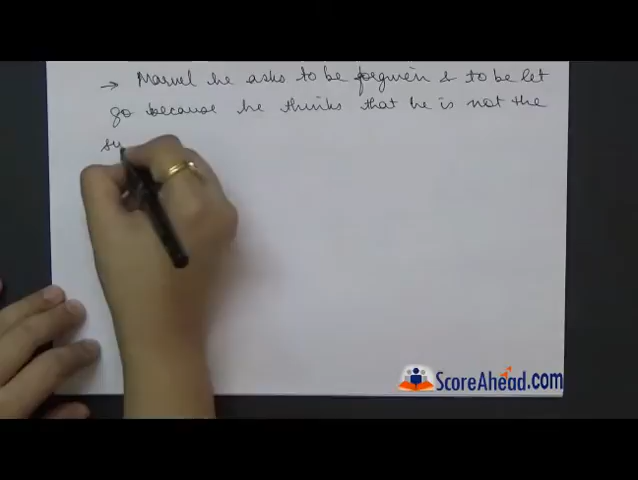 → Marvel he asks to be forgiven & to be let
go because he thinks that he is not the
su
ScoreAhead.com